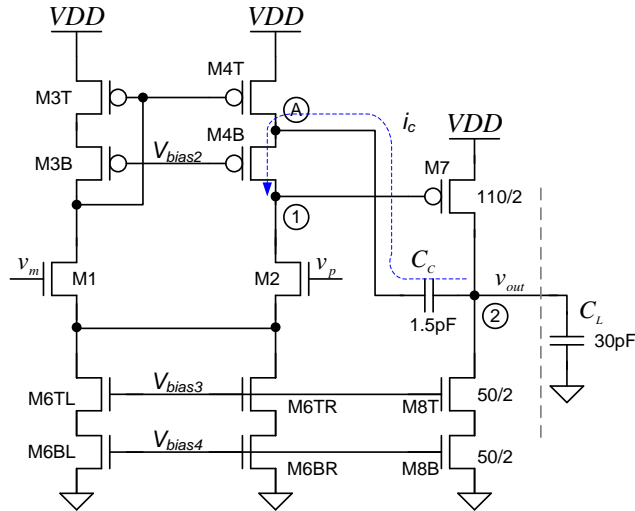 VDD
VDD
M4T
M3T
A
i_c
M4B
VDD
M3B
V_bias2
M7
1
110/2
v_m
M1
M2
v_p
C_C
v_out
C_L
1.5pF
2
30pF
V_bias3
M6TL
M6TR
M8T
50/2
V_bias4
M6BL
M6BR
M8B
50/2